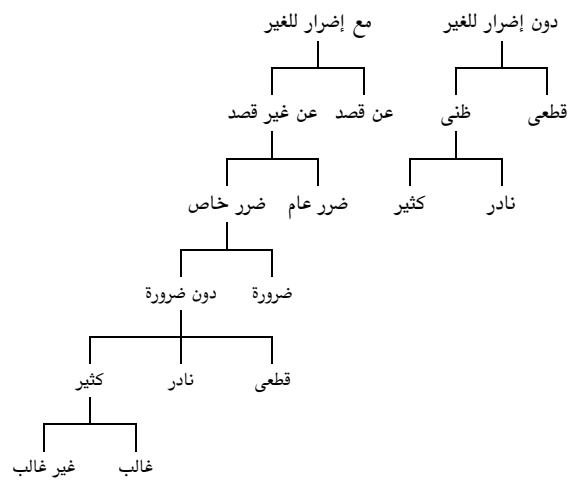 دون إضرار للغير مع إضرار للغير
قطعى ظنى عن قصد عن غير قصد
نادر كثير ضرر عام ضرر خاص
ضرورة دون ضرورة
قطعى نادر كثير
غالب غير غالب